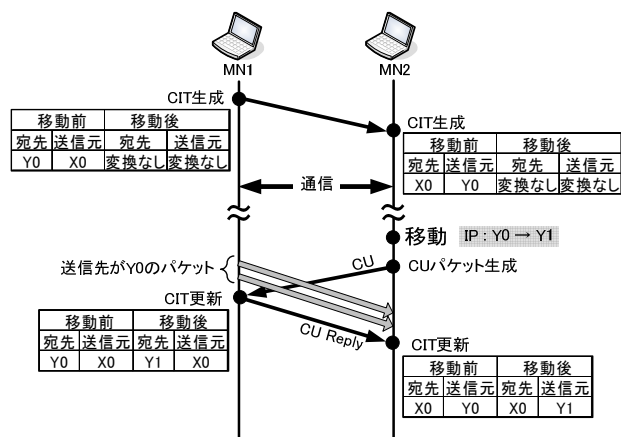 MN1
MN2
CIT生成
移動前 移動後
宛先 送信元 宛先 送信元
Y0 X0 変換なし 変換なし
CIT生成
移動前 移動後
宛先 送信元 宛先 送信元
X0 Y0 変換なし 変換なし
通信
移動 IP : Y0 → Y1
CU
CUパケット生成
送信先がY0のパケット
CIT更新
移動前 移動後
宛先 送信元 宛先 送信元
Y0 X0 Y1 X0
CU Reply
CIT更新
移動前 移動後
宛先 送信元 宛先 送信元
X0 Y0 X0 Y1